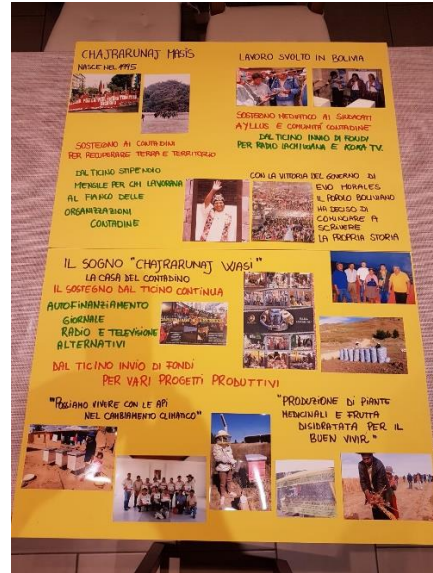 CHAJRARUNAJ MASIS
NASCE NEL 1995
SOSTEGNO AI CONTADINI
PER RECUPERARE TERRA E TERRITORIO
DAL TICINO STIPENDIO
MENSILE PER CHI LAVORAVA
AL FIANCO DELLE
ORGANIZZAZIONI
CONTADINE
LAVORO SVOLTO IN BOLIVIA
SOSTEGNO MEDIATICO AI SINDACATI
AYLLUS E COMUNITÀ CONTADINE
DAL TICINO INVIO DI FONDI
PER RADIO E TV.
CON LA VITTORIA DEL GOVERNO DI
EVO MORALES
IL POPOLO BOLIVIANO
HA DECISO DI
COMINCIARE A
SCRIVERE
LA PROPRIA STORIA
IL SOGNO "CHAJRARUNAJ WASI"
LA CASA DEL CONTADINO
IL SOSTEGNO DAL TICINO CONTINUA
AUTOFINANZIAMENTO
GIORNALE
RADIO E TELEVISIONE
ALTERNATIVI
DAL TICINO INVIO DI FONDI
PER VARI PROGETTI PRODUTTIVI
"POSSIAMO VIVERE CON LE API
NEL CAMBIAMENTO CLIMATICO"
"PRODUZIONE DI PIANTE
MEDICINALI E FRUTTA
DISIDRATATA PER IL
BUEN VIVIR"